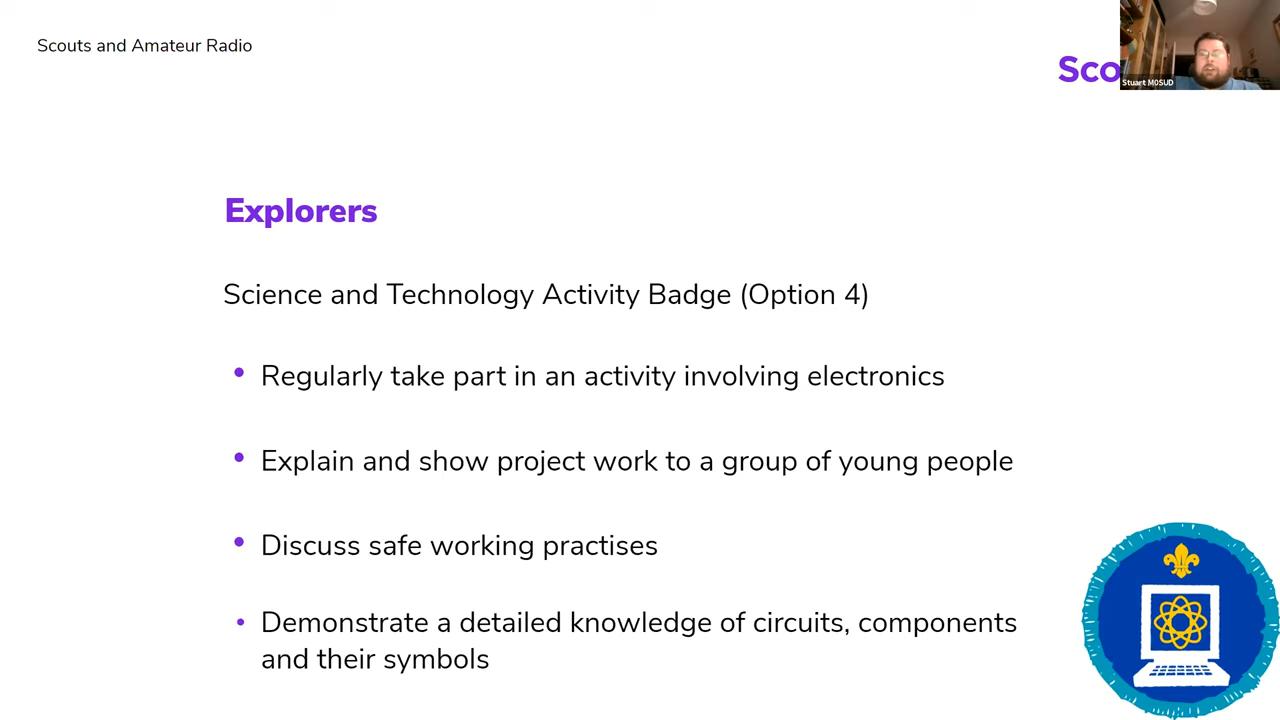 Scouts and Amateur Radio
Sco
Stuart M0SUD
Explorers
Science and Technology Activity Badge (Option 4)
• Regularly take part in an activity involving electronics
• Explain and show project work to a group of young people
• Discuss safe working practises
• Demonstrate a detailed knowledge of circuits, components
and their symbols